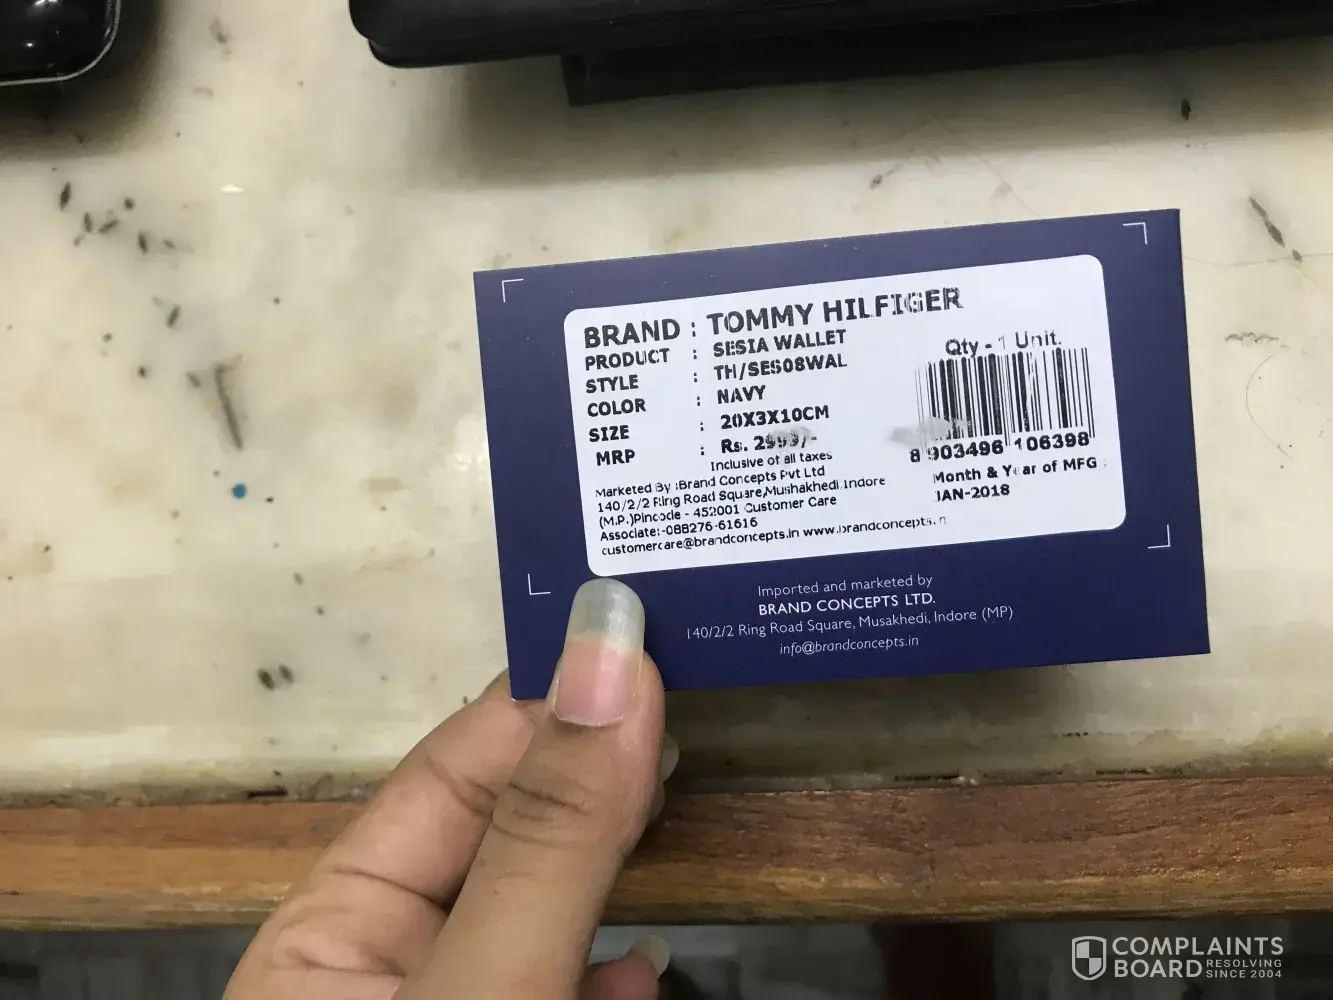 BRAND : TOMMY HILFIGER
PRODUCT : SESIA WALLET
STYLE : TH/SES08WAL
COLOR : NAVY
SIZE : 20X3X10CM
MRP : Rs. 2999/-
Inclusive of all taxes
Marketed By :Brand Concepts Pvt Ltd
140/2/2 Ring Road Square,Mushakhedi Indore
(M.P.)Pincode - 452001 Customer Care
Associate:-088276-61616
customercare@brandconcepts.in www.brandconcepts.in
Qty - 1 Unit.
8 903496 106398
Month & Year of MFG :
JAN-2018
Imported and marketed by
BRAND CONCEPTS LTD.
140/2/2 Ring Road Square, Musakhedi, Indore (MP)
info@brandconcepts.in
COMPLAINTS
BOARD RESOLVING
SINCE 2004